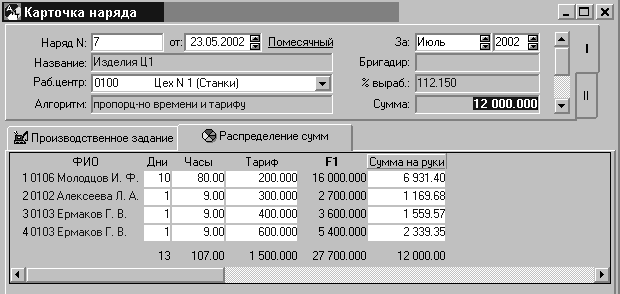 Карточка наряда
Наряд N: 7 от: 23.05.2002 Помесячный За: Июль 2002 I
Название: Изделия Ц1 Бригадир:
Раб.центр: 0100 Цех N 1 (Станки) % выраб.: 112.150 II
Алгоритм: пропорц-но времени и тарифу Сумма: 12 000.000
Производственное задание Распределение сумм
ФИО Дни Часы Тариф F1 Сумма на руки
1 0106 Молодцов И. Ф. 10 80.00 200.000 16 000.000 6 931.40
2 0102 Алексеева Л. А. 1 9.00 300.000 2 700.000 1 169.68
3 0103 Ермаков Г. В. 1 9.00 400.000 3 600.000 1 559.57
4 0103 Ермаков Г. В. 1 9.00 600.000 5 400.000 2 339.35
13 107.00 1 500.000 27 700.000 12 000.00